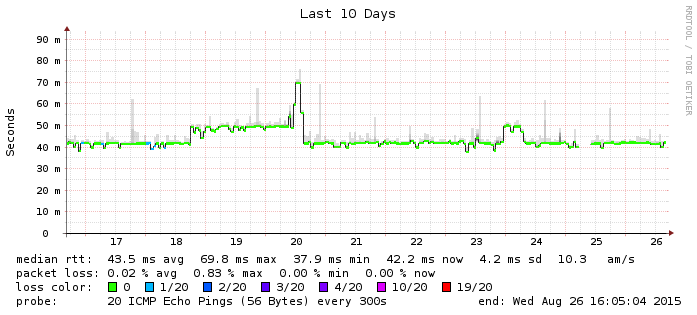 Last 10 Days
RRDTOOL / TOBI OETIKER
Seconds
90 m
80 m
70 m
60 m
50 m
40 m
30 m
20 m
10 m
0
17 18 19 20 21 22 23 24 25 26
median rtt: 43.5 ms avg 69.8 ms max 37.9 ms min 42.2 ms now 4.2 ms sd 10.3 am/s
packet loss: 0.02 % avg 0.83 % max 0.00 % min 0.00 % now
loss color: 0 1/20 2/20 3/20 4/20 10/20 19/20
probe: 20 ICMP Echo Pings (56 Bytes) every 300s end: Wed Aug 26 16:05:04 2015